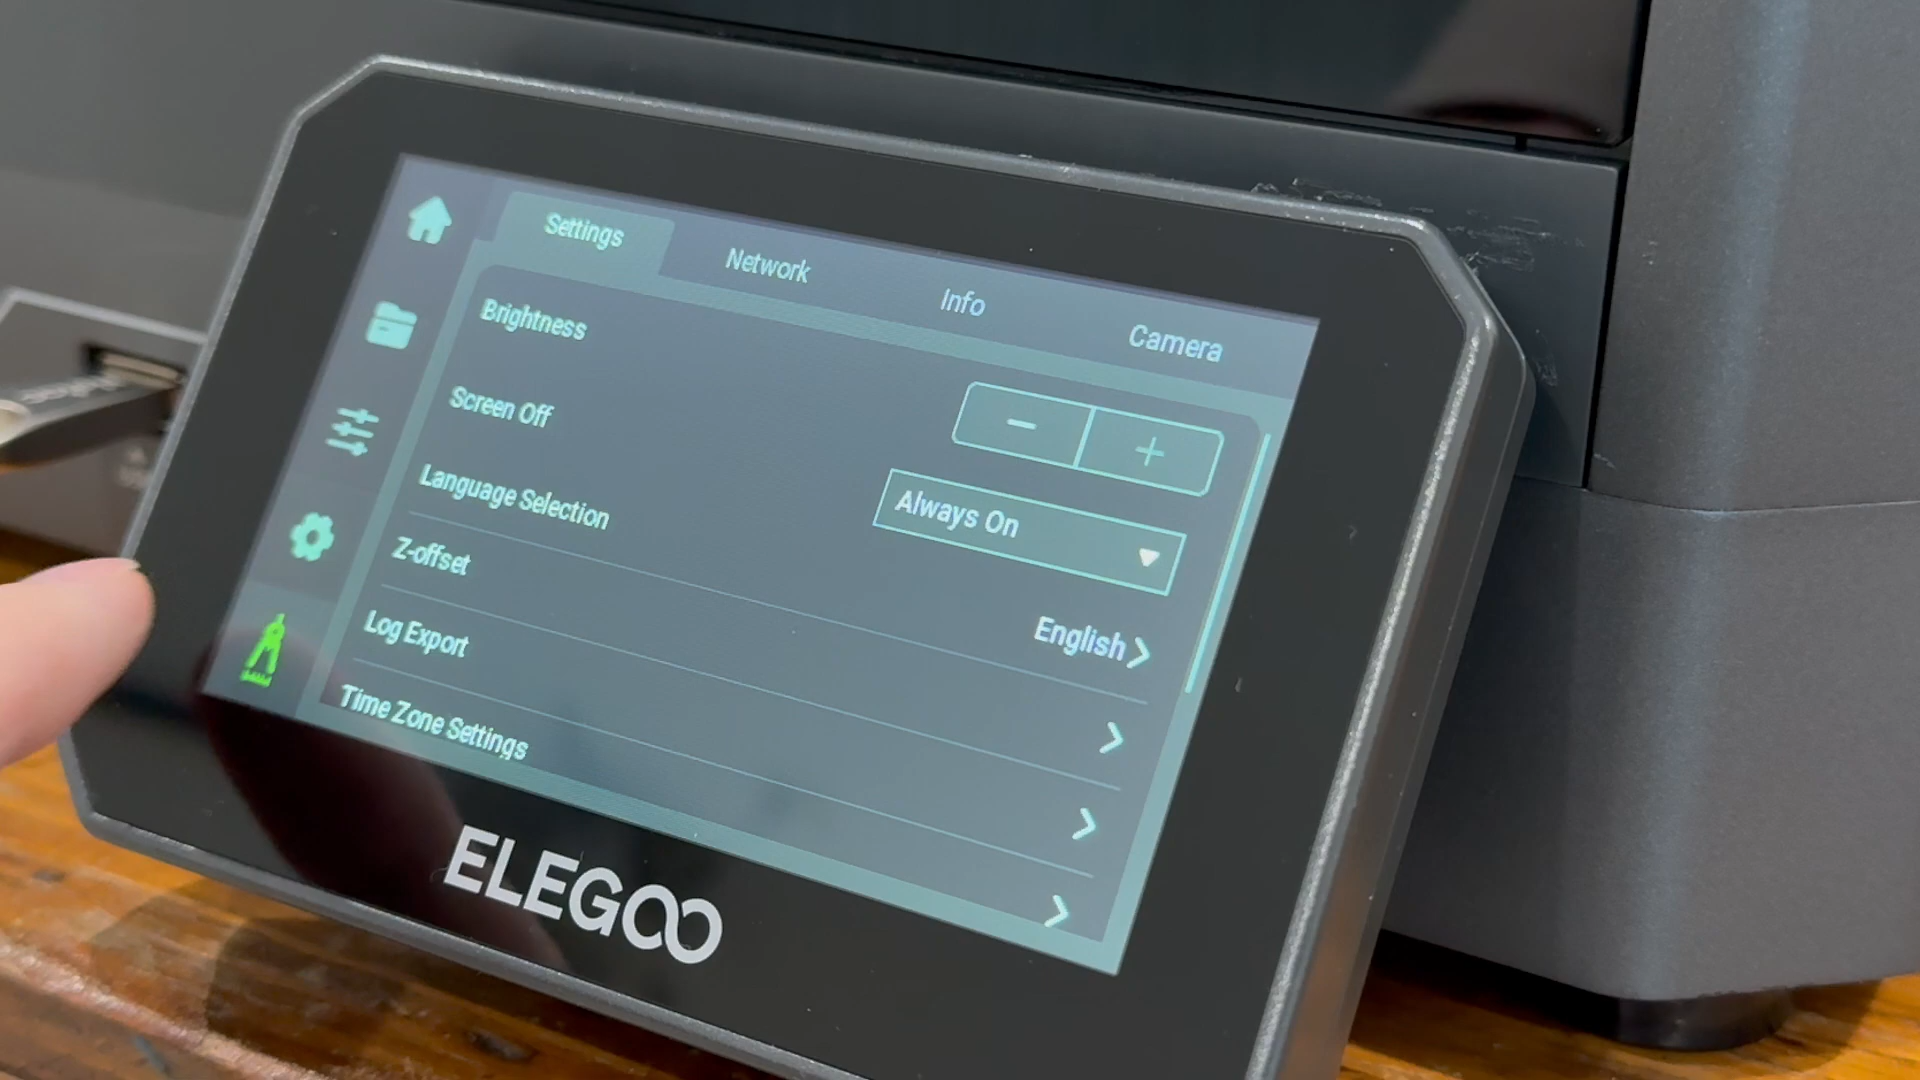 Settings
Network
Info
Camera
Brightness
− +
Screen Off
Always On
Language Selection
English
Z-offset
Log Export
Time Zone Settings
ELEGOO